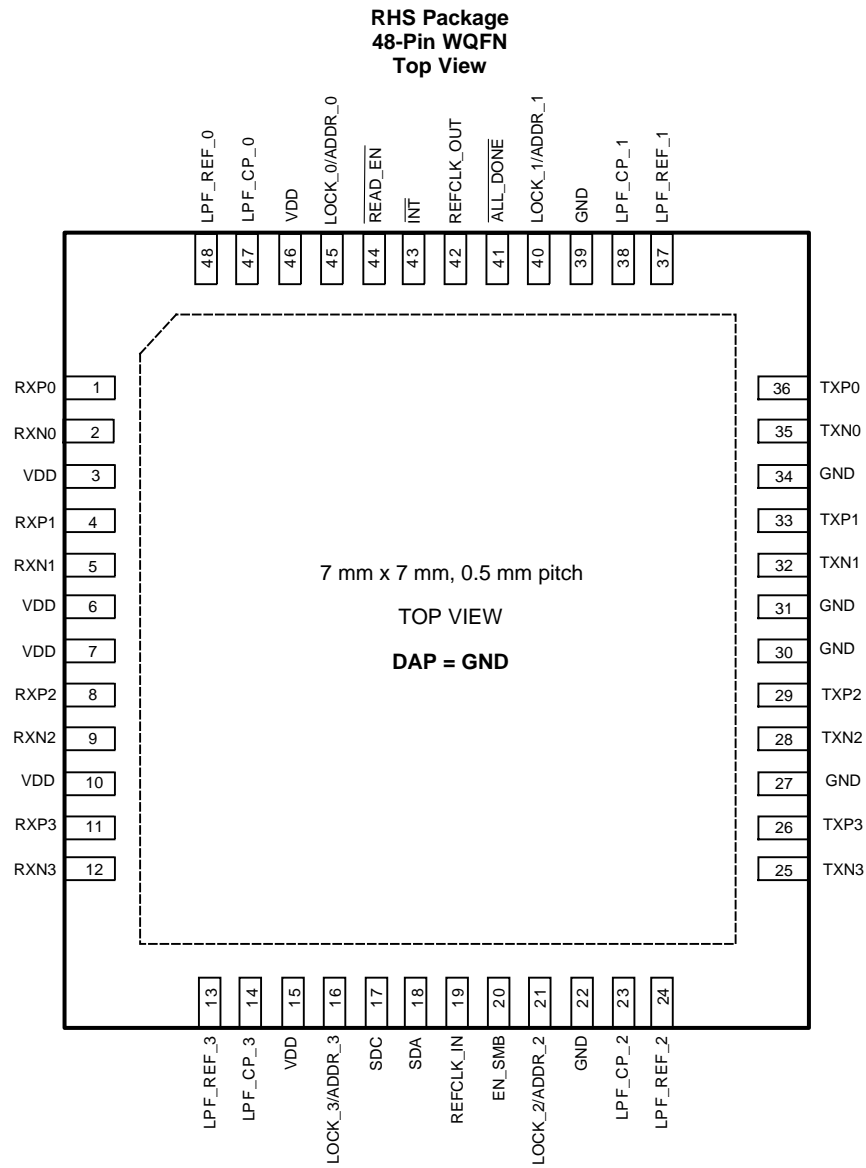 RHS Package
48-Pin WQFN
Top View
LPF_REF_0
LPF_CP_0
VDD
LOCK_0/ADDR_0
READ_EN
INT
REFCLK_OUT
ALL_DONE
LOCK_1/ADDR_1
GND
LPF_CP_1
LPF_REF_1
48
47
46
45
44
43
42
41
40
39
38
37
RXP0 1
RXN0 2
VDD 3
RXP1 4
RXN1 5
VDD 6
VDD 7
RXP2 8
RXN2 9
VDD 10
RXP3 11
RXN3 12
7 mm x 7 mm, 0.5 mm pitch
TOP VIEW
DAP = GND
36 TXP0
35 TXN0
34 GND
33 TXP1
32 TXN1
31 GND
30 GND
29 TXP2
28 TXN2
27 GND
26 TXP3
25 TXN3
13
14
15
16
17
18
19
20
21
22
23
24
LPF_REF_3
LPF_CP_3
VDD
LOCK_3/ADDR_3
SDC
SDA
REFCLK_IN
EN_SMB
LOCK_2/ADDR_2
GND
LPF_CP_2
LPF_REF_2